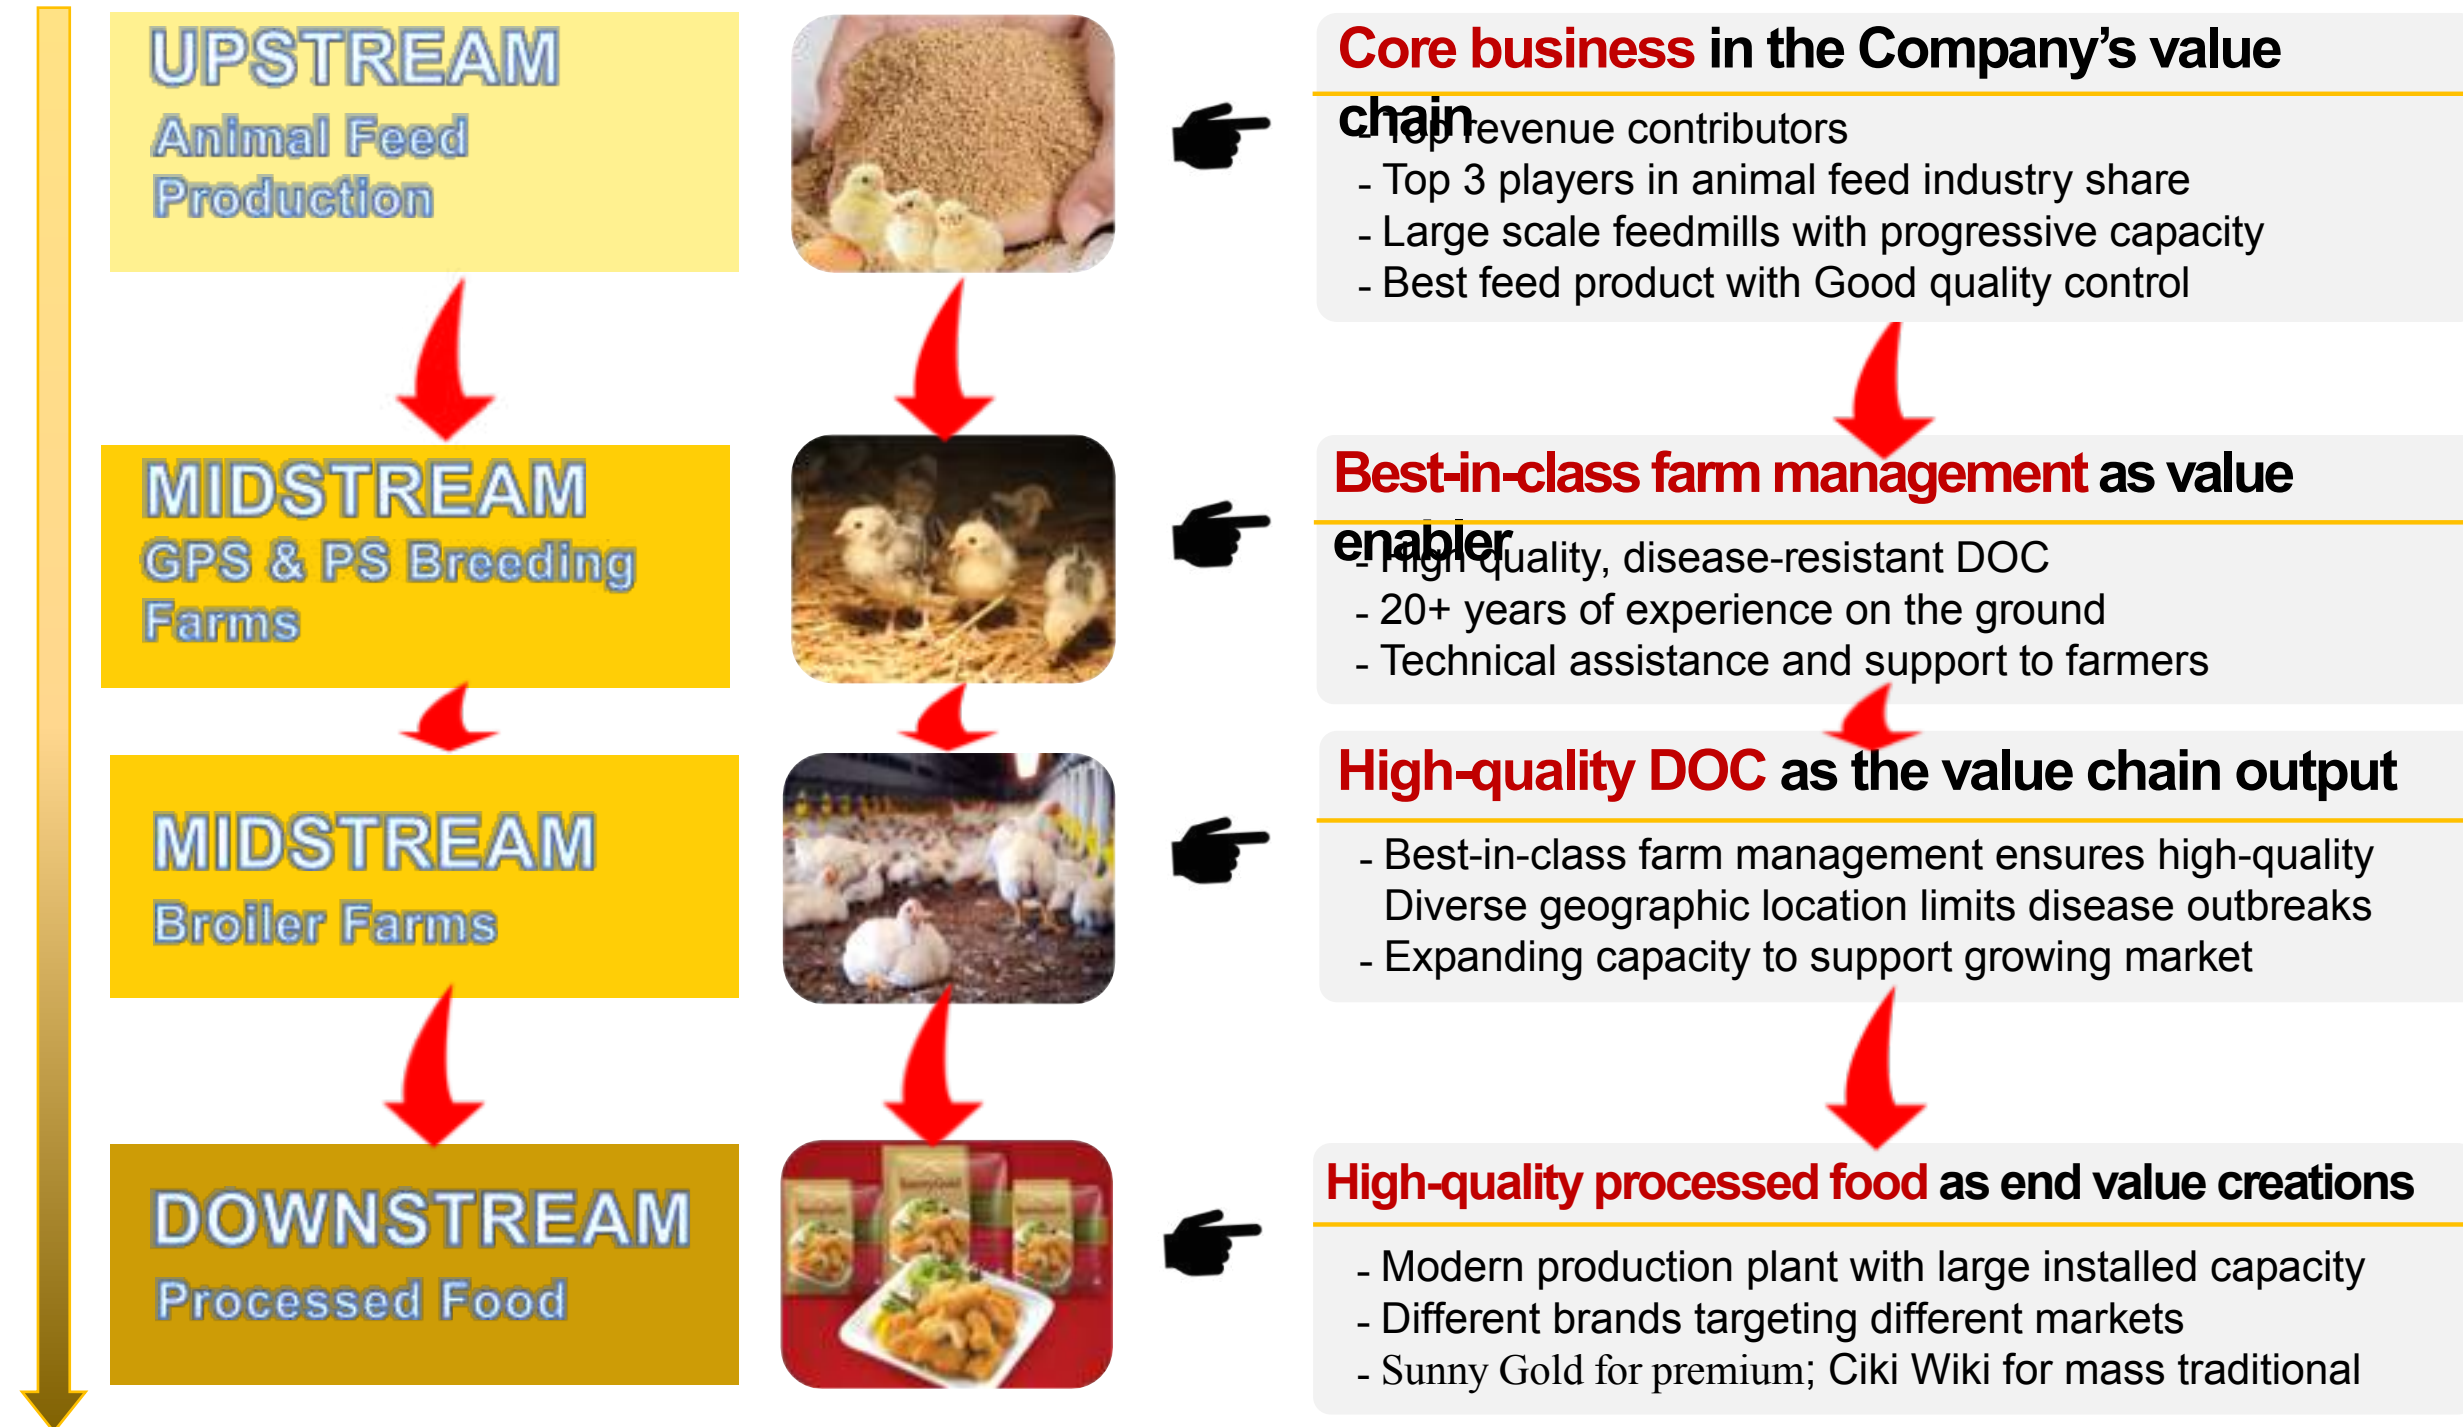 UPSTREAM
Animal Feed
Production
Core business in the Company's value
chain
- Top revenue contributors
- Top 3 players in animal feed industry share
- Large scale feedmills with progressive capacity
- Best feed product with Good quality control
MIDSTREAM
GPS & PS Breeding
Farms
Best-in-class farm management as value
enabler
- High quality, disease-resistant DOC
- 20+ years of experience on the ground
- Technical assistance and support to farmers
MIDSTREAM
Broiler Farms
High-quality DOC as the value chain output
- Best-in-class farm management ensures high-quality
Diverse geographic location limits disease outbreaks
- Expanding capacity to support growing market
DOWNSTREAM
Processed Food
SunnyGold
High-quality processed food as end value creations
- Modern production plant with large installed capacity
- Different brands targeting different markets
- Sunny Gold for premium; Ciki Wiki for mass traditional